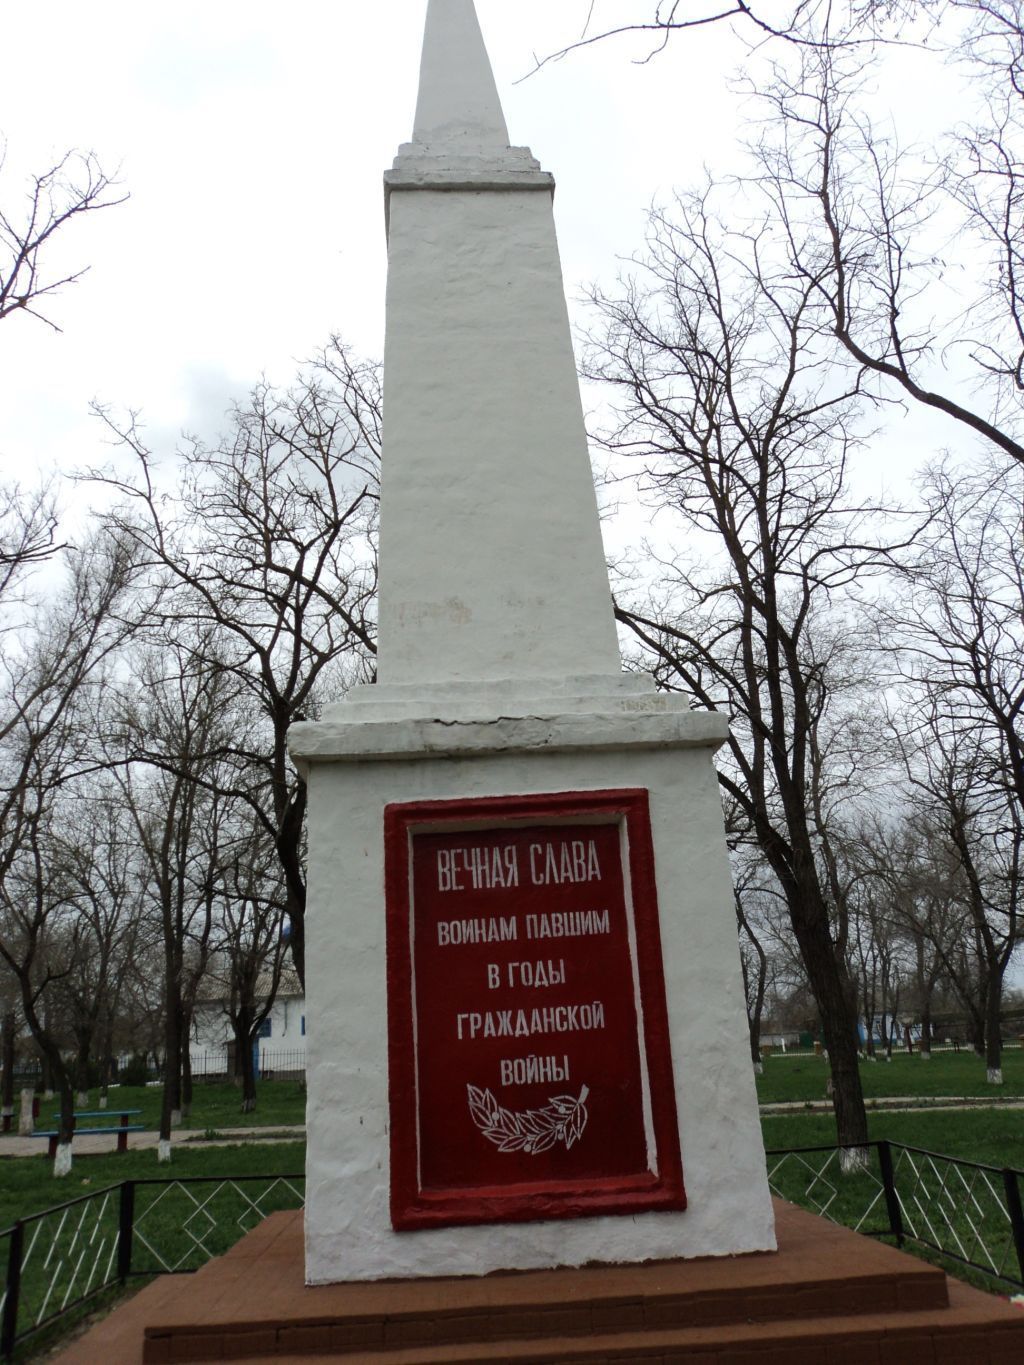 ВЕЧНАЯ СЛАВА
ВОИНАМ ПАВШИМ
В ГОДЫ
ГРАЖДАНСКОЙ
ВОЙНЫ